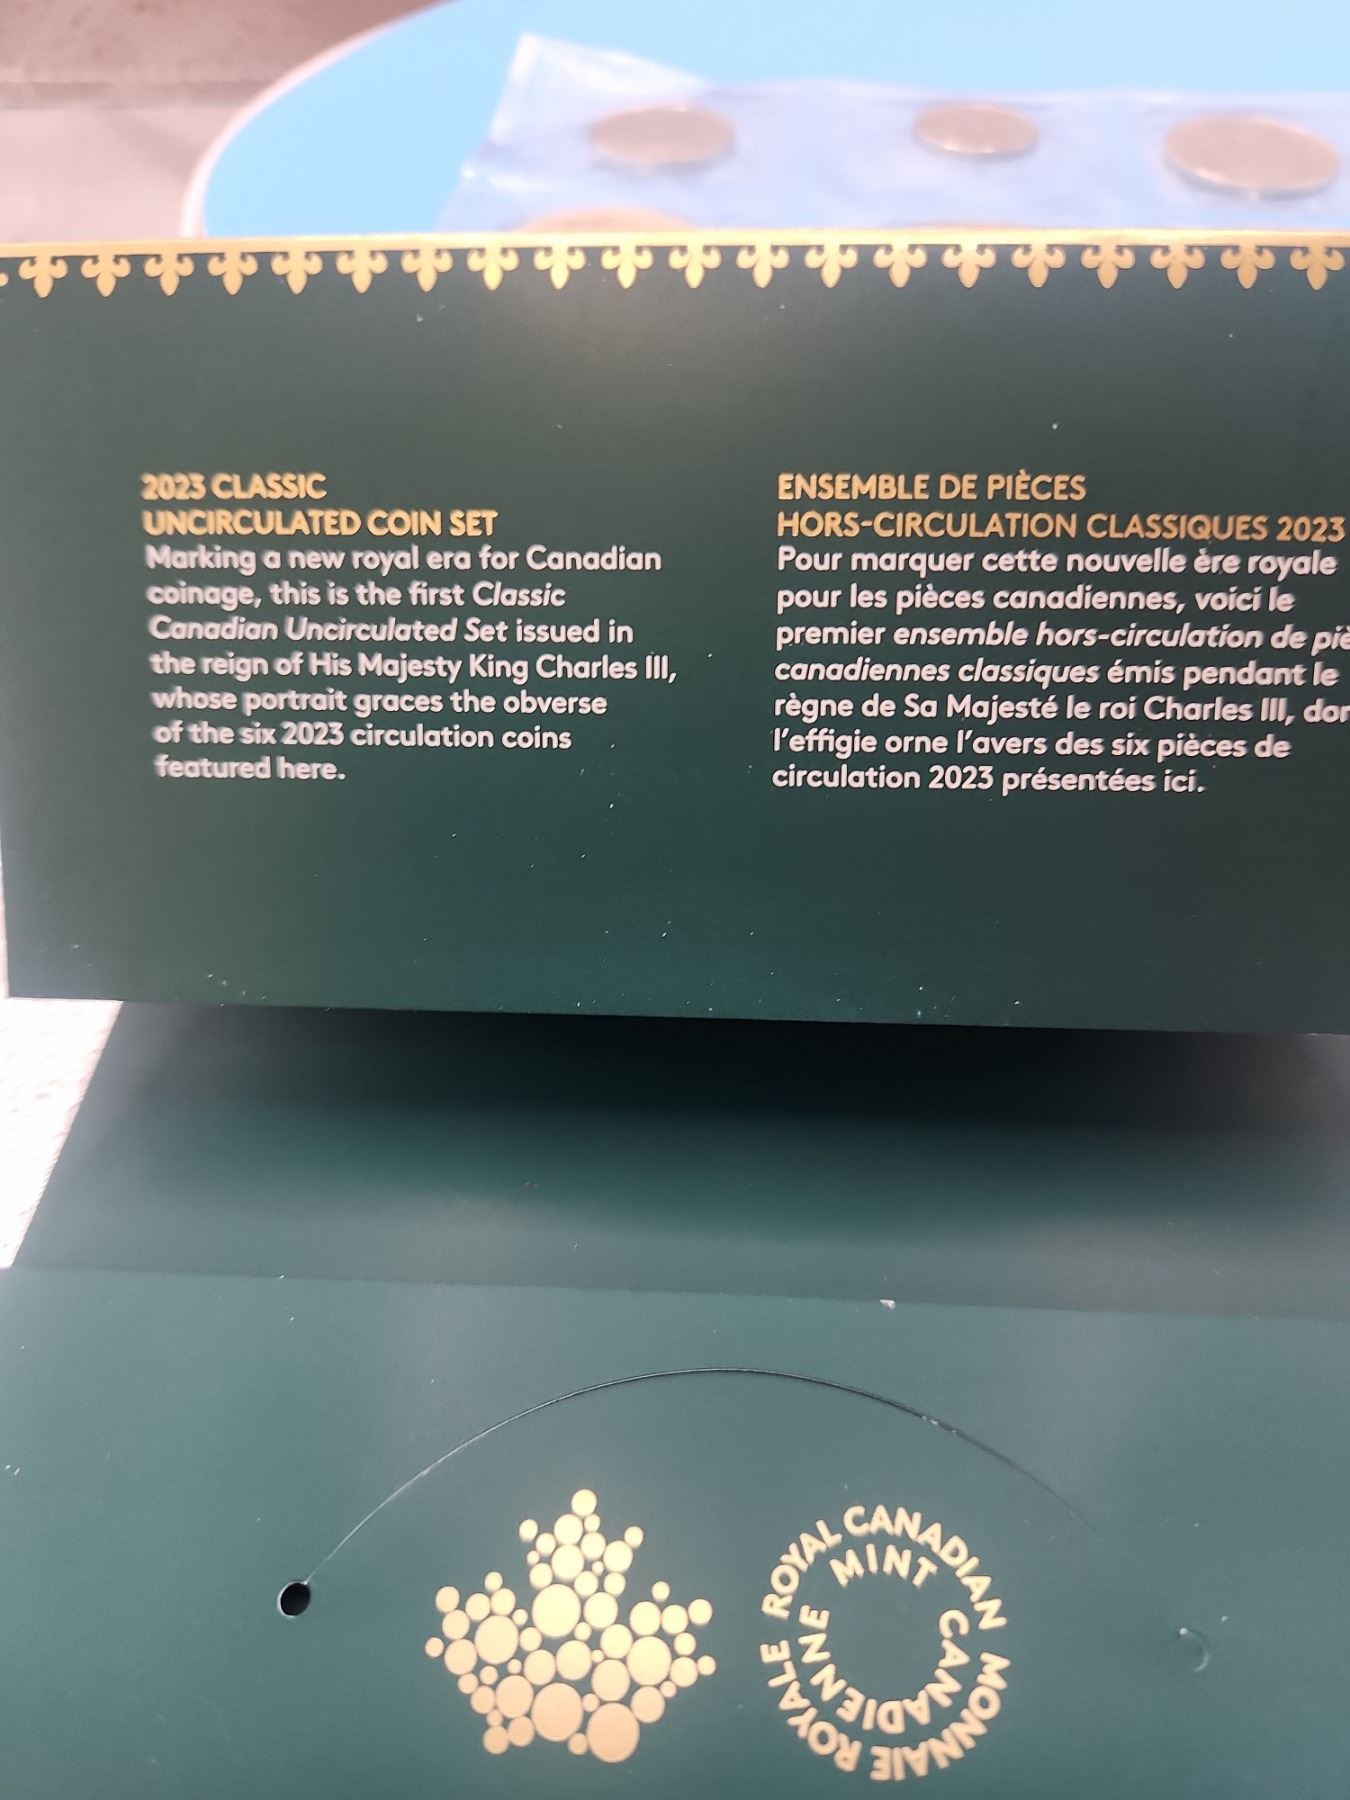 2023 CLASSIC
UNCIRCULATED COIN SET
Marking a new royal era for Canadian
coinage, this is the first Classic
Canadian Uncirculated Set issued in
the reign of His Majesty King Charles III,
whose portrait graces the obverse
of the six 2023 circulation coins
featured here.
ENSEMBLE DE PIÈCES
HORS-CIRCULATION CLASSIQUES 2023
Pour marquer cette nouvelle ère royale
pour les pièces canadiennes, voici le
premier ensemble hors-circulation de piè
canadiennes classiques émis pendant le
règne de Sa Majesté le roi Charles III, don
l'effigie orne l'avers des six pièces de
circulation 2023 présentées ici.
ROYAL CANADIAN
MINT
MONNAIE ROYALE
CANADIENNE